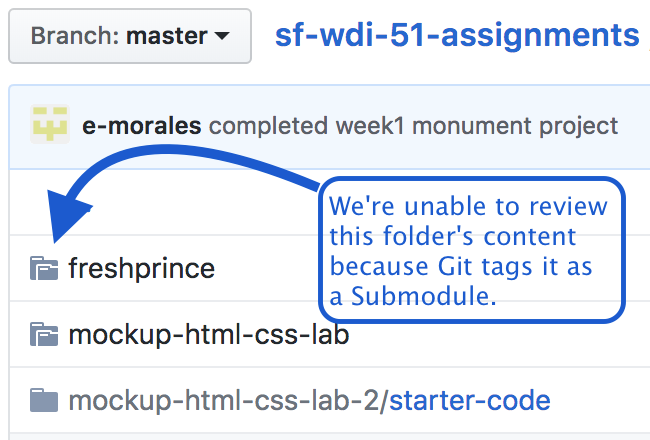 Branch: master
sf-wdi-51-assignments
e-morales completed week1 monument project
We're unable to review
this folder's content
because Git tags it as
a Submodule.
freshprince
mockup-html-css-lab
mockup-html-css-lab-2/starter-code